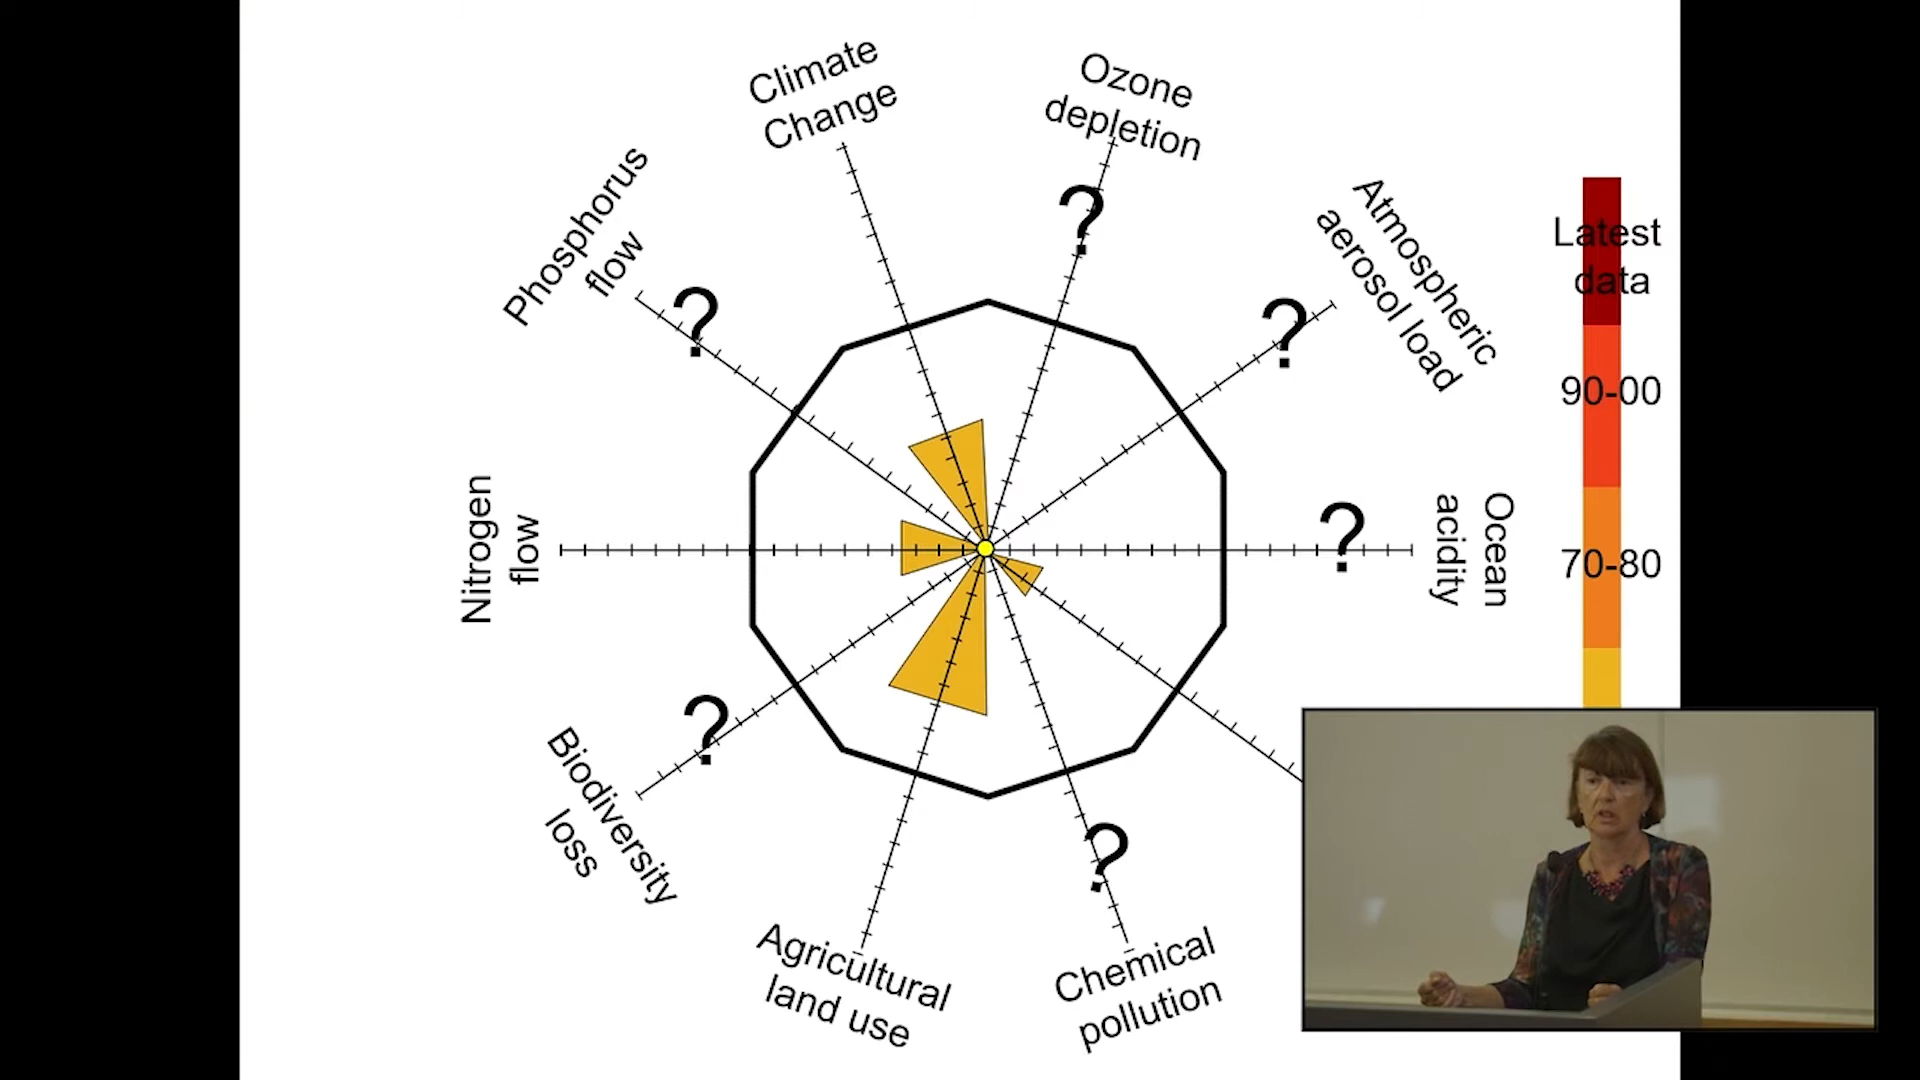 Climate
Change
Ozone
depletion
?
Atmospheric
aerosol load
?
Ocean
acidity
?
Chemical
pollution
?
Agricultural
land use
Biodiversity
loss
?
Nitrogen
flow
Phosphorus
flow
?
Latest
data
90-00
70-80